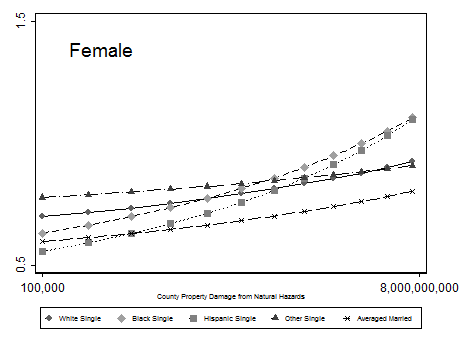 1.5
Female
0.5
100,000
8,000,000,000
County Property Damage from Natural Hazards
White Single Black Single Hispanic Single Other Single Averaged Married